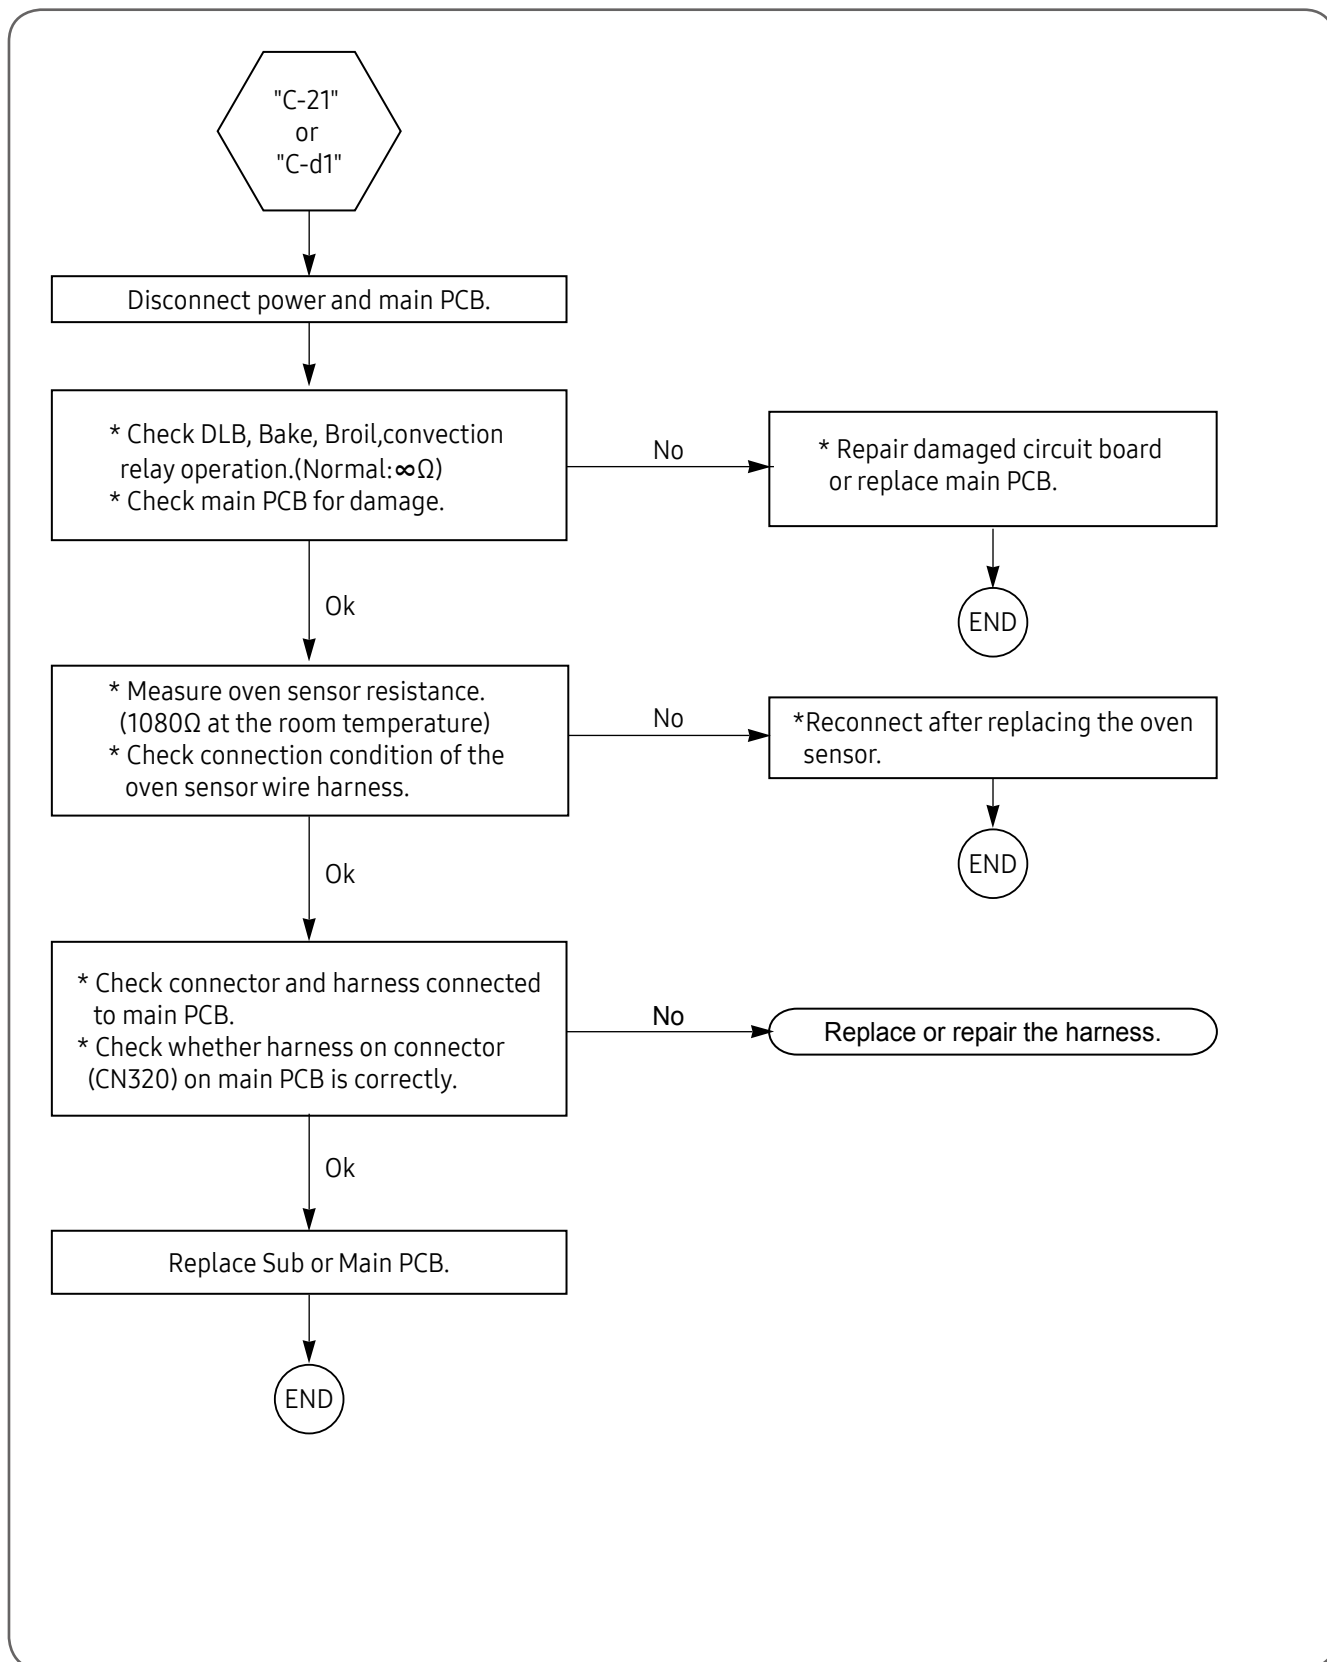 "C-21"
or
"C-d1"
Disconnect power and main PCB.
* Check DLB, Bake, Broil,convection
relay operation.(Normal:∞Ω)
* Check main PCB for damage.
No
* Repair damaged circuit board
or replace main PCB.
END
Ok
* Measure oven sensor resistance.
(1080Ω at the room temperature)
* Check connection condition of the
oven sensor wire harness.
No
*Reconnect after replacing the oven
sensor.
END
Ok
* Check connector and harness connected
to main PCB.
* Check whether harness on connector
(CN320) on main PCB is correctly.
No
Replace or repair the harness.
Ok
Replace Sub or Main PCB.
END